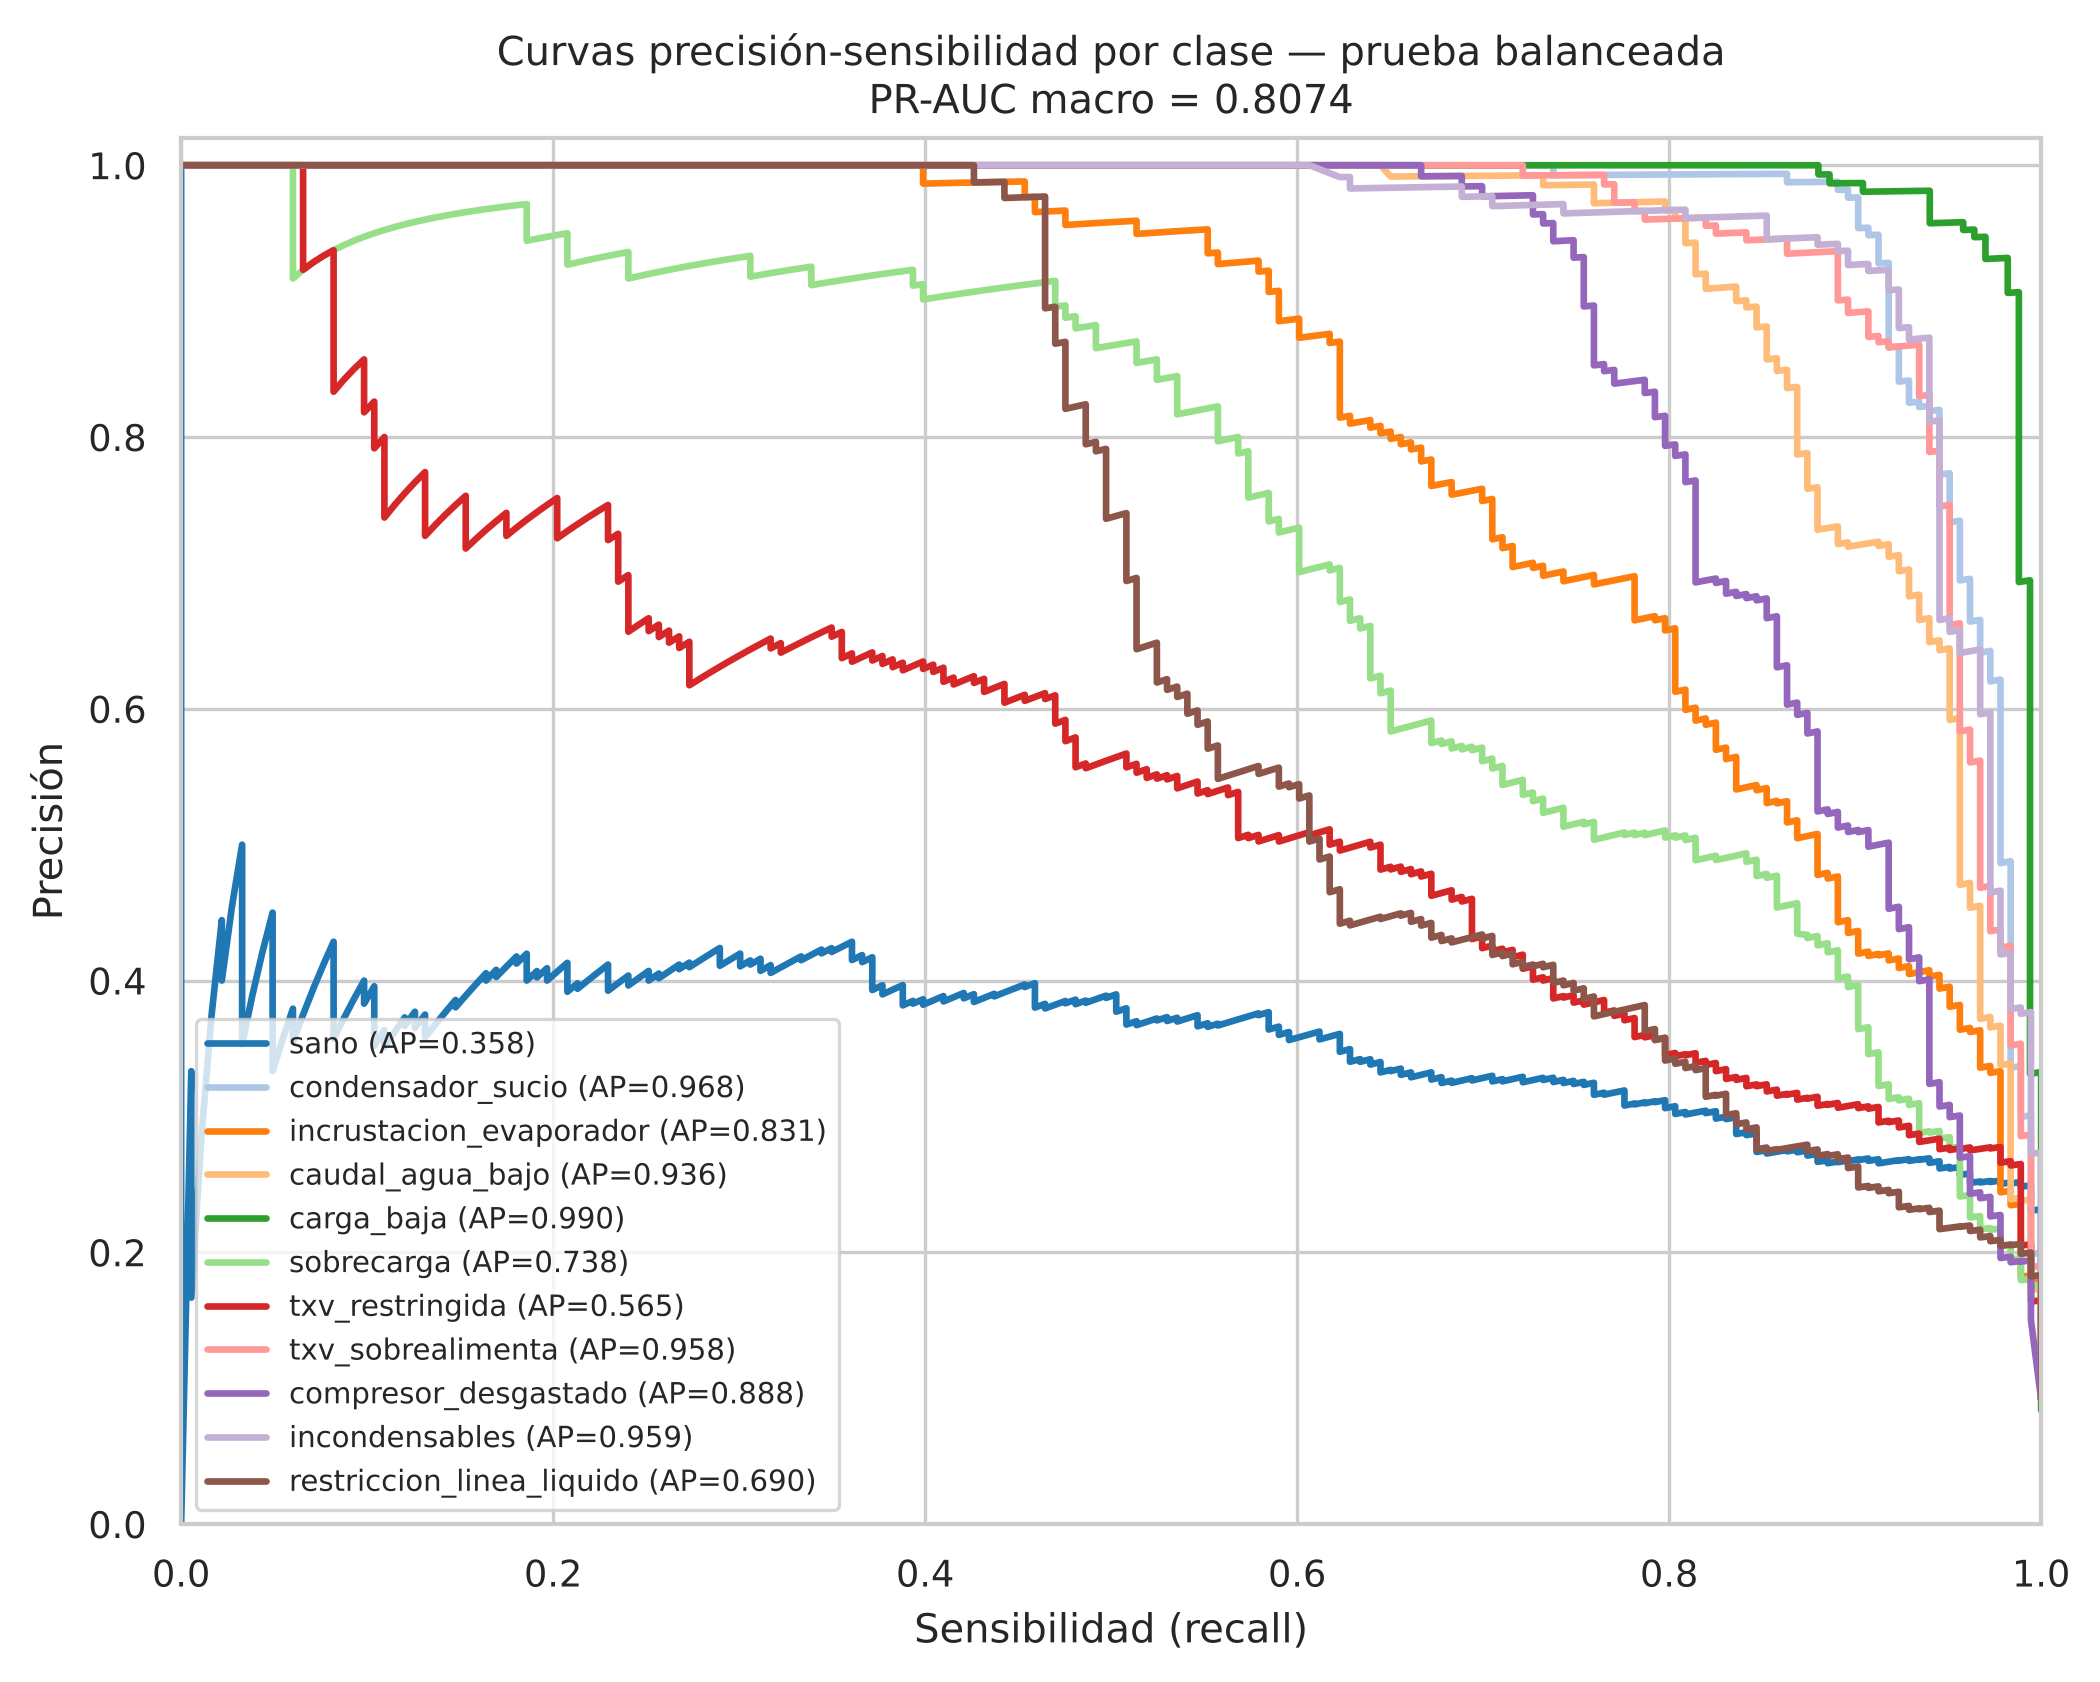 Curvas precisión-sensibilidad por clase — prueba balanceada
PR-AUC macro = 0.8074
1.0
0.8
0.6
0.4
0.2
0.0
Precisión
sano (AP=0.358)
condensador_sucio (AP=0.968)
incrustacion_evaporador (AP=0.831)
caudal_agua_bajo (AP=0.936)
carga_baja (AP=0.990)
sobrecarga (AP=0.738)
txv_restringida (AP=0.565)
txv_sobrealimenta (AP=0.958)
compresor_desgastado (AP=0.888)
incondensables (AP=0.959)
restriccion_linea_liquido (AP=0.690)
0.0 0.2 0.4 0.6 0.8 1.0
Sensibilidad (recall)